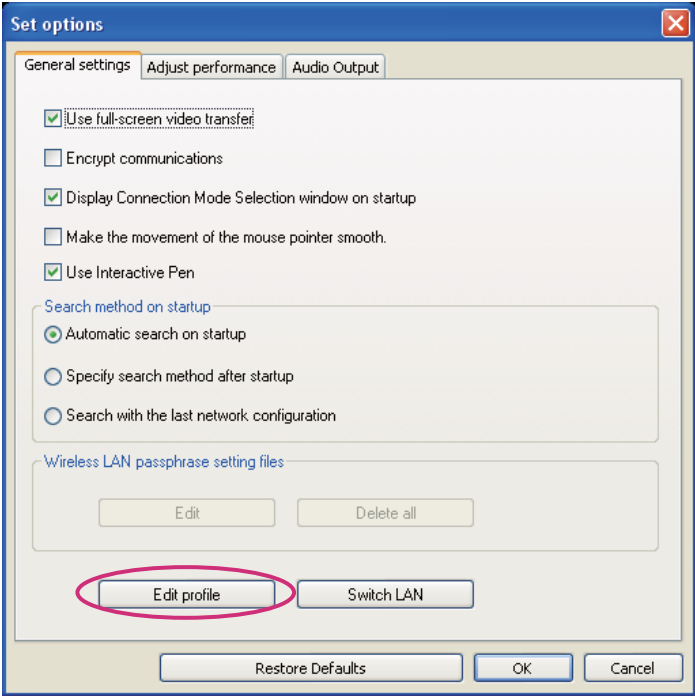 Set options
General settings
Adjust performance
Audio Output
Use full-screen video transfer
Encrypt communications
Display Connection Mode Selection window on startup
Make the movement of the mouse pointer smooth.
Use Interactive Pen
Search method on startup
Automatic search on startup
Specify search method after startup
Search with the last network configuration
Wireless LAN passphrase setting files
Edit
Delete all
Edit profile
Switch LAN
Restore Defaults
OK
Cancel